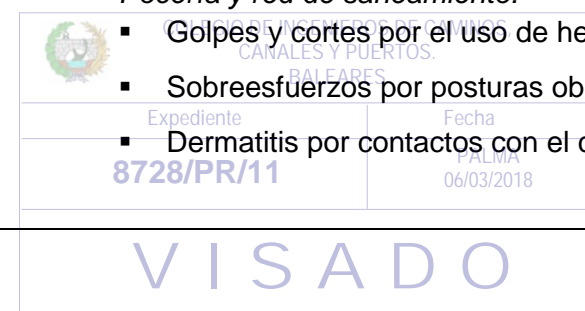 Pocería y red de saneamiento:
COLEGIO DE INGENIEROS DE CAMINOS,
▪ Golpes y cortes por el uso de he
CANALES Y PUERTOS.
BALEARES
▪ Sobreesfuerzos por posturas ob
Expediente Fecha
▪ Dermatitis por contactos con el
8728/PR/11 PALMA
06/03/2018
VISADO